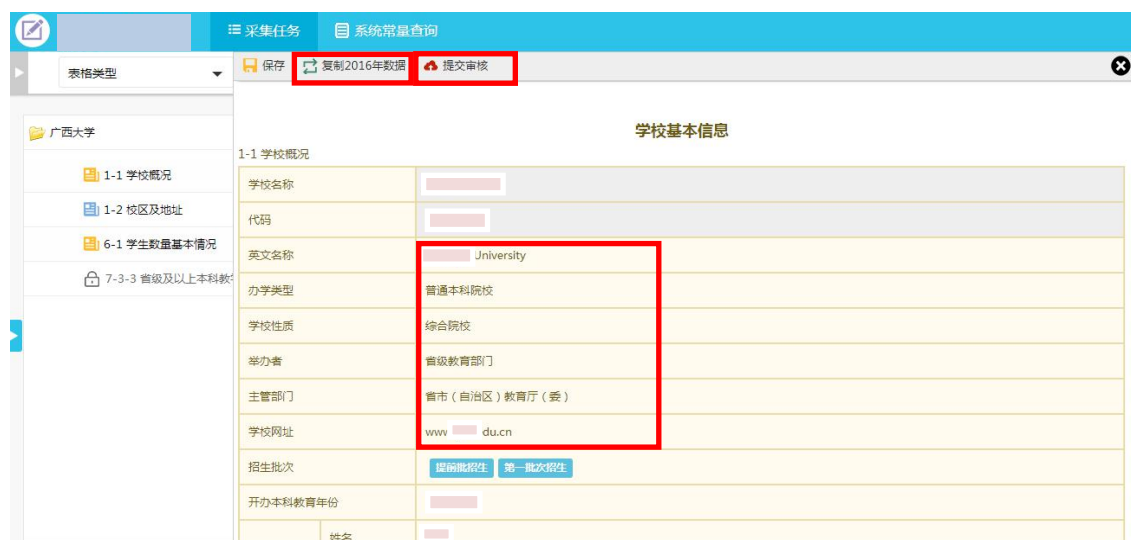 采集任务 系统常量查询
表格类型
保存 复制2016年数据 提交审核
广西大学
1-1 学校概况
1-2 校区及地址
6-1 学生数量基本情况
7-3-3 省级及以上本科教学
学校基本信息
1-1 学校概况
学校名称
代码
英文名称 University
办学类型 普通本科院校
学校性质 综合院校
举办者 省级教育部门
主管部门 省市（自治区）教育厅（委）
学校网址 www du.cn
招生批次 提前批招生 第一批次招生
开办本科教育年份
姓名